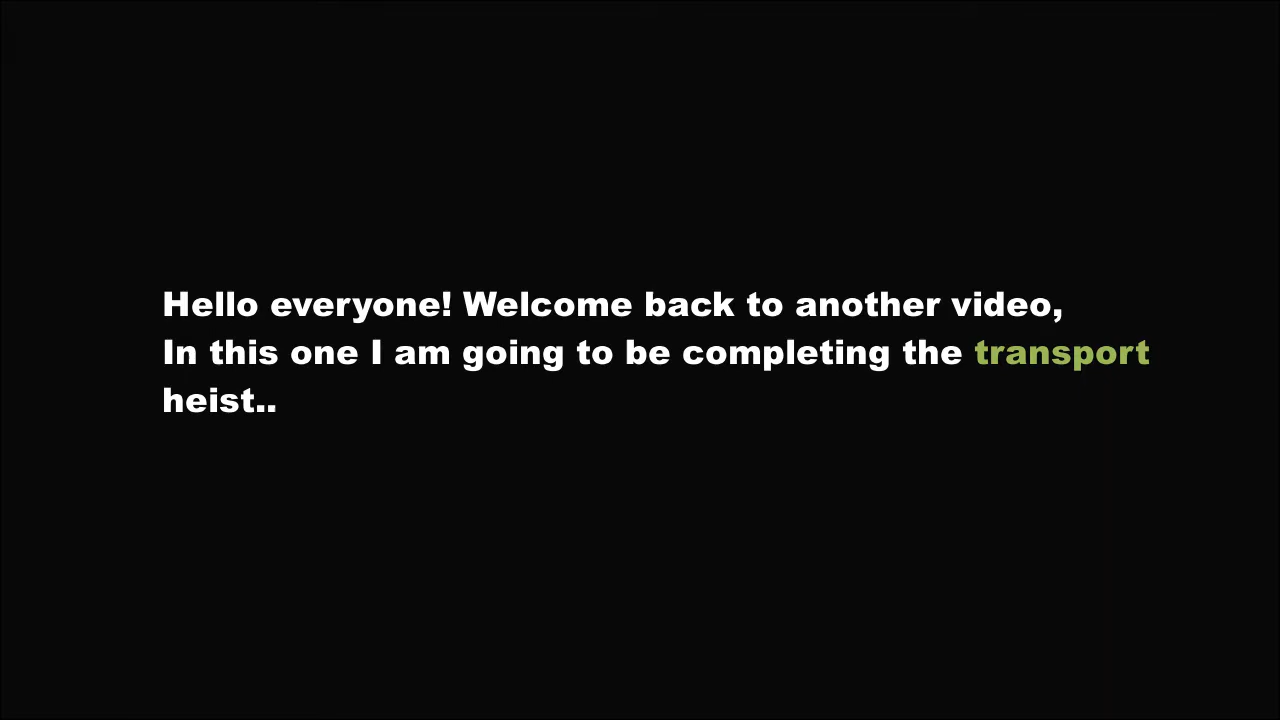 Hello everyone! Welcome back to another video,
In this one I am going to be completing the transport
heist..